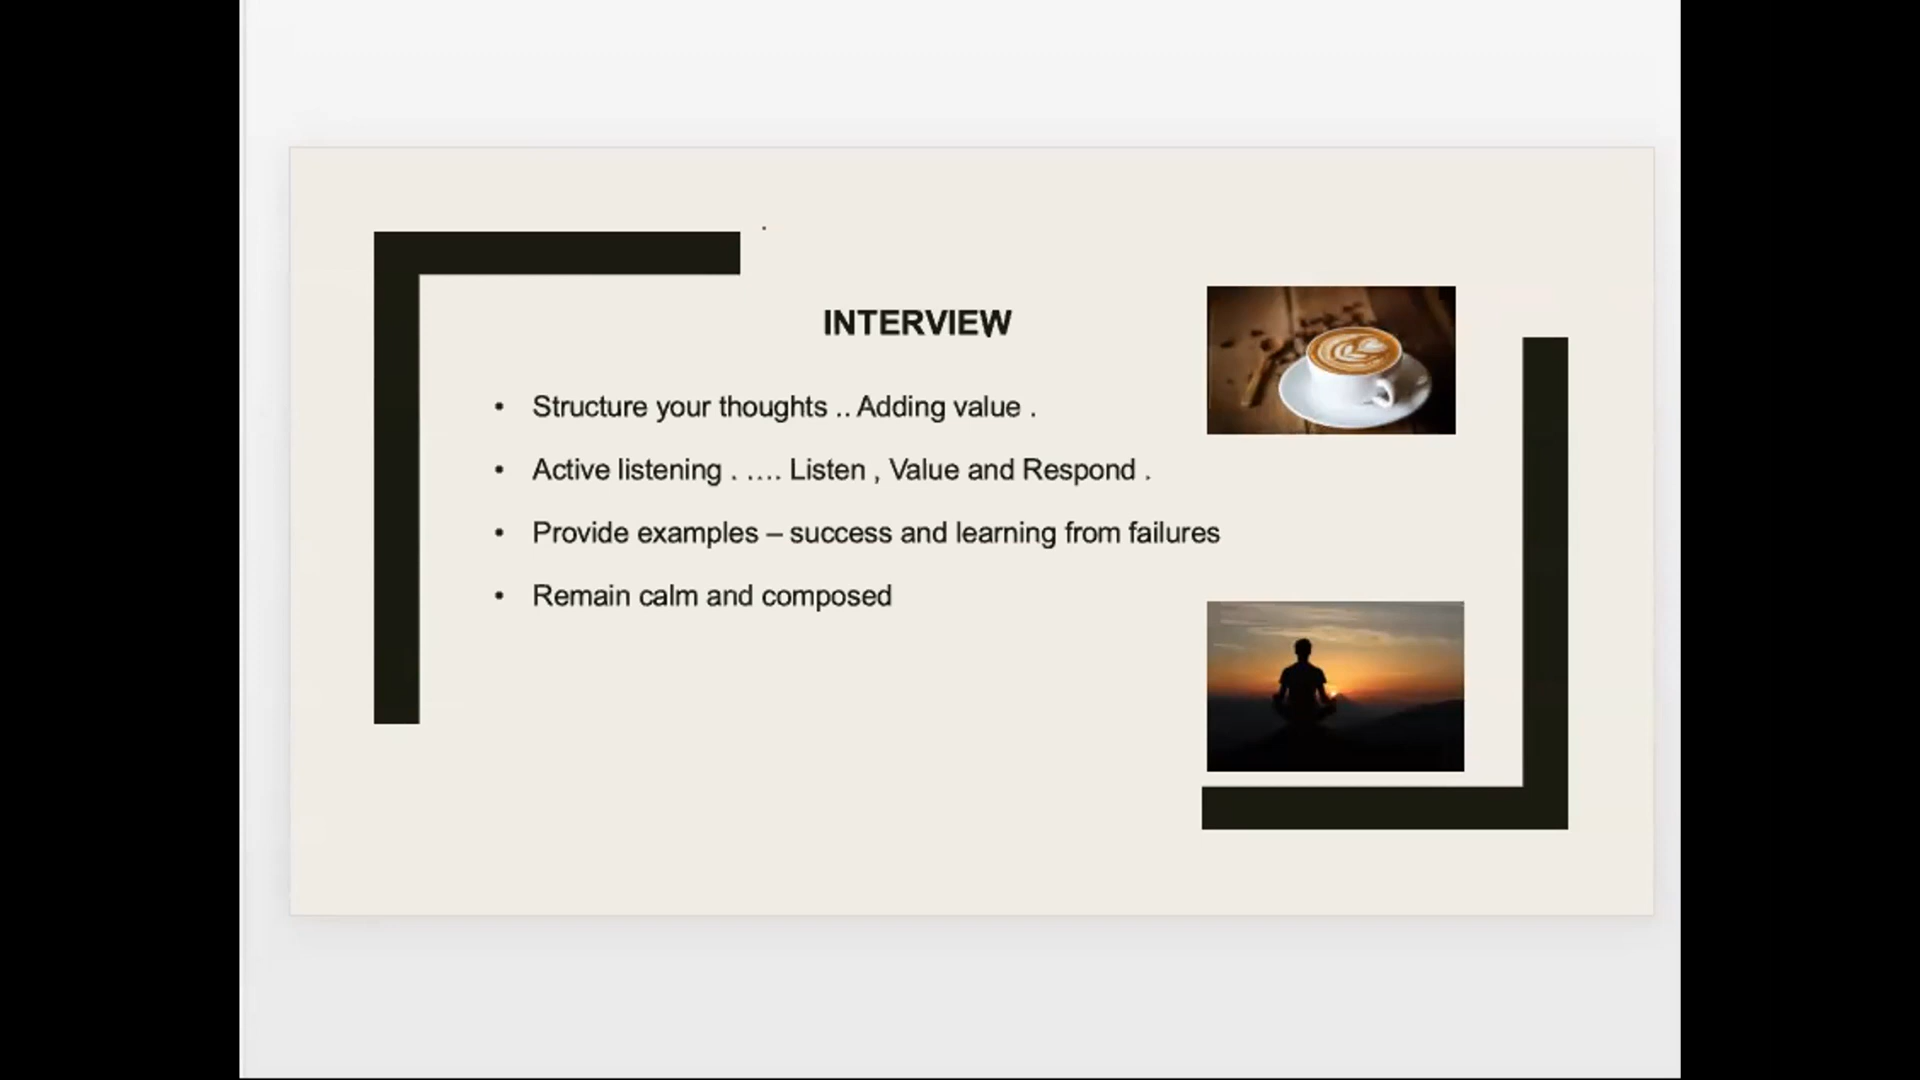 INTERVIEW
• Structure your thoughts .. Adding value .
• Active listening . …. Listen , Value and Respond .
• Provide examples – success and learning from failures
• Remain calm and composed